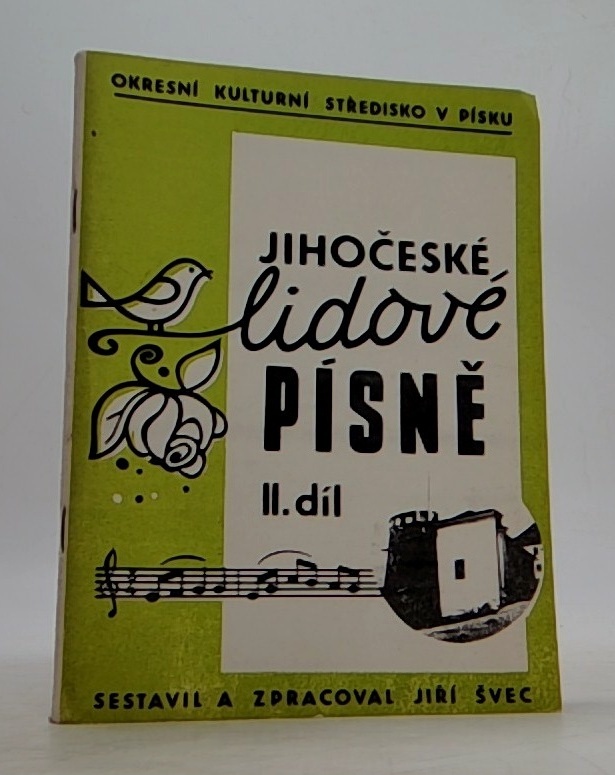 OKRESNÍ KULTURNÍ STŘEDISKO V PÍSKU
JIHOČESKÉ
lidové
PÍSNĚ
II. díl
SESTAVIL A ZPRACOVAL JIŘÍ ŠVEC